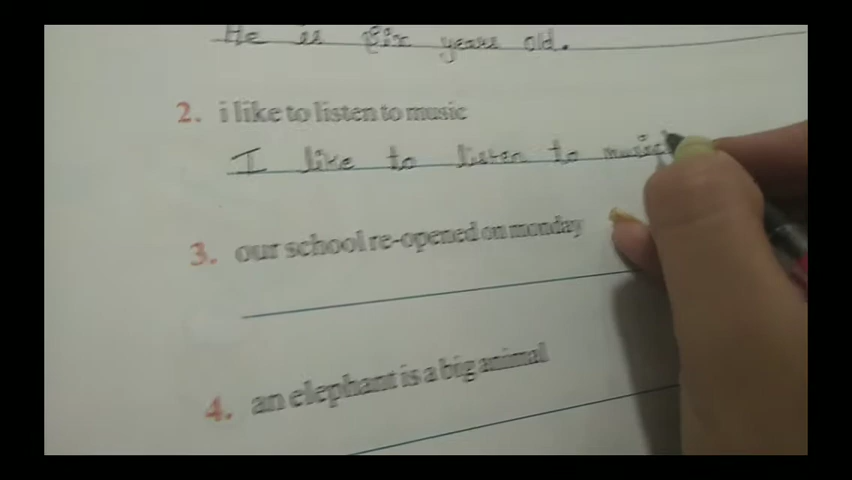 He is six years old.
2. i like to listen to music
I like to listen to music
3. our school re-opened on monday
4. an elephant is a big animal